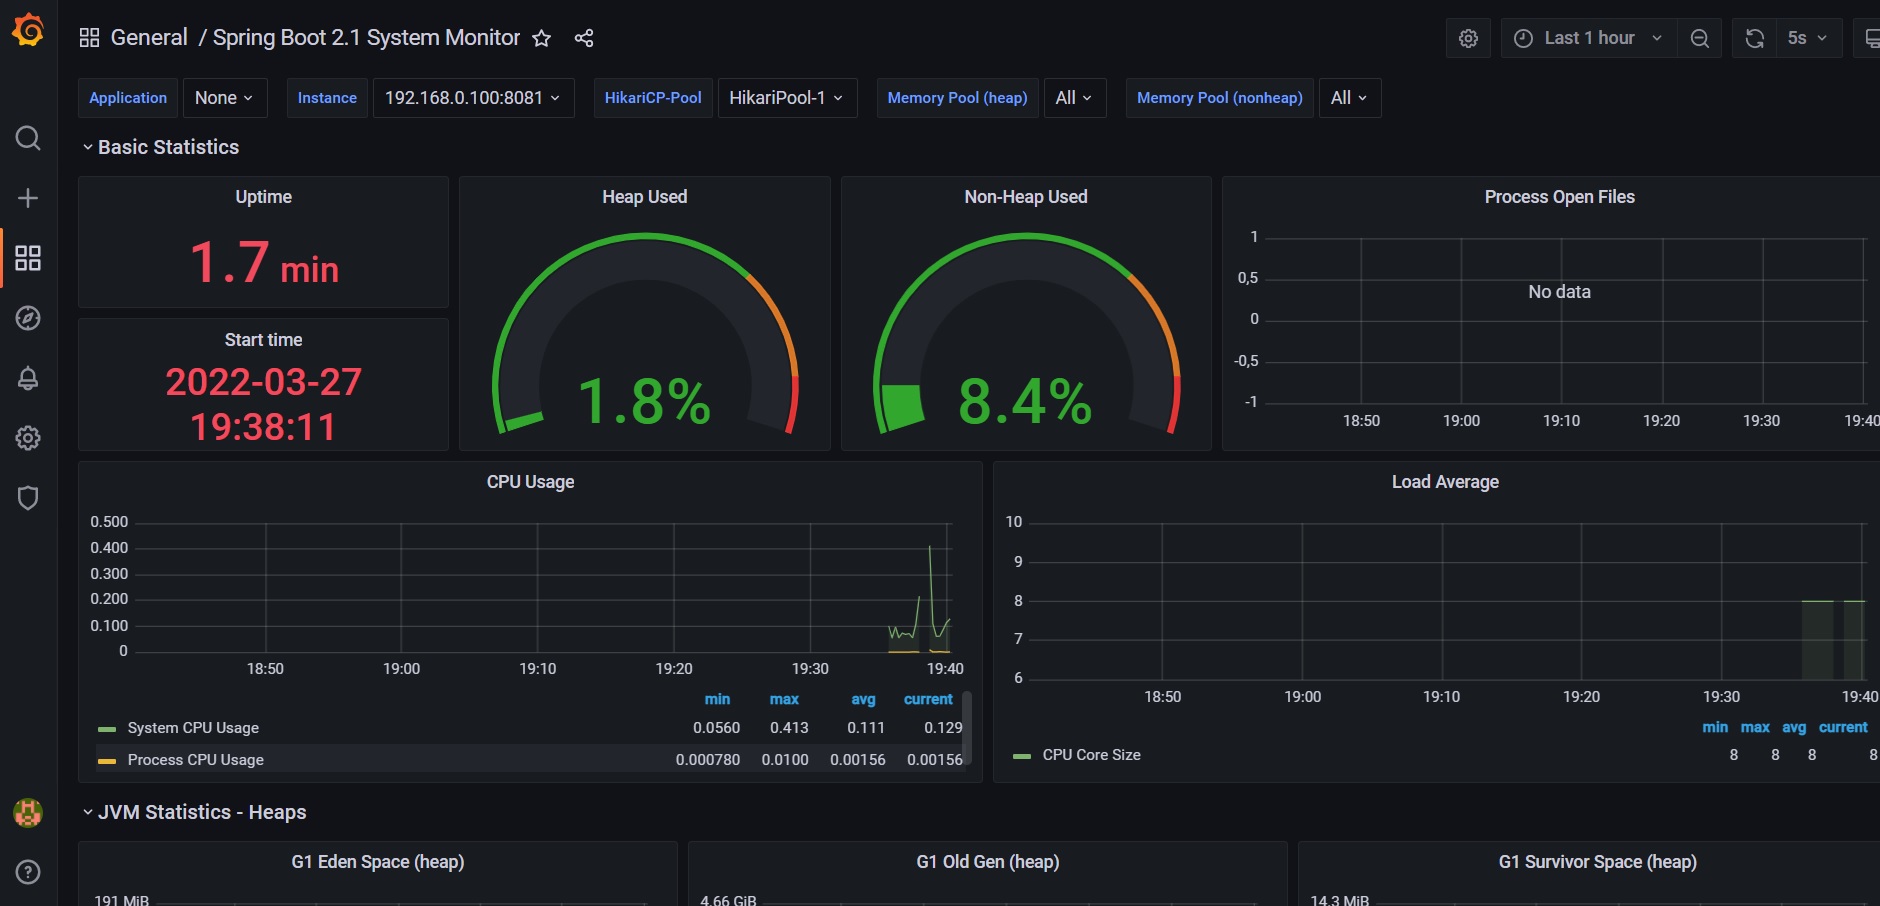 General / Spring Boot 2.1 System Monitor
Last 1 hour
5s
Application None Instance 192.168.0.100:8081 HikariCP-Pool HikariPool-1 Memory Pool (heap) All Memory Pool (nonheap) All
Basic Statistics
Uptime
1.7 min
Start time
2022-03-27
19:38:11
Heap Used
1.8%
Non-Heap Used
8.4%
Process Open Files
1
0,5
0
-0,5
-1
No data
18:50 19:00 19:10 19:20 19:30 19:40
CPU Usage
0.500
0.400
0.300
0.200
0.100
0
18:50 19:00 19:10 19:20 19:30 19:40
min max avg current
System CPU Usage 0.0560 0.413 0.111 0.129
Process CPU Usage 0.000780 0.0100 0.00156 0.00156
Load Average
10
9
8
7
6
18:50 19:00 19:10 19:20 19:30 19:40
min max avg current
CPU Core Size 8 8 8 8
JVM Statistics - Heaps
G1 Eden Space (heap)
191 MiB
G1 Old Gen (heap)
4.66 GiB
G1 Survivor Space (heap)
14.3 MiB